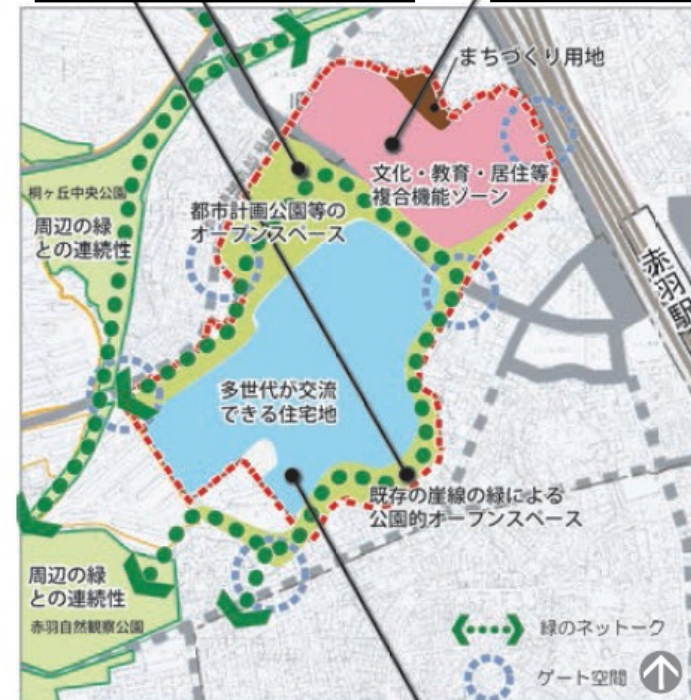 まちづくり用地
文化・教育・居住等
複合機能ゾーン
桐ヶ丘中央公園
周辺の緑
との連続性
都市計画公園等の
オープンスペース
赤羽駅
多世代が交流
できる住宅地
既存の崖線の緑による
公園的オープンスペース
周辺の緑
との連続性
赤羽自然観察公園
緑のネットーク
ゲート空間